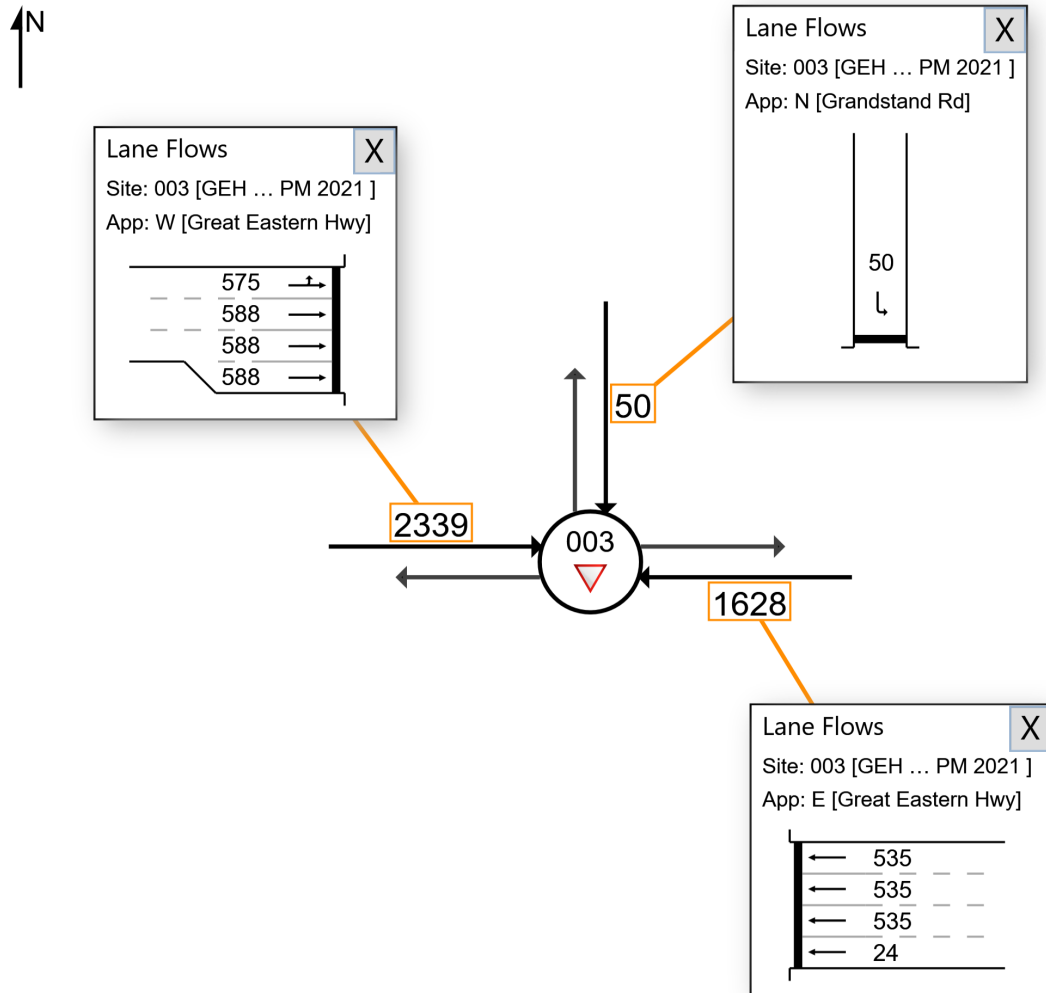 N
Lane Flows
X
Site: 003 [GEH ... PM 2021 ]
App: N [Grandstand Rd]
50
Lane Flows
X
Site: 003 [GEH ... PM 2021 ]
App: W [Great Eastern Hwy]
575
588
588
588
50
2339
003
1628
Lane Flows
X
Site: 003 [GEH ... PM 2021 ]
App: E [Great Eastern Hwy]
535
535
535
24